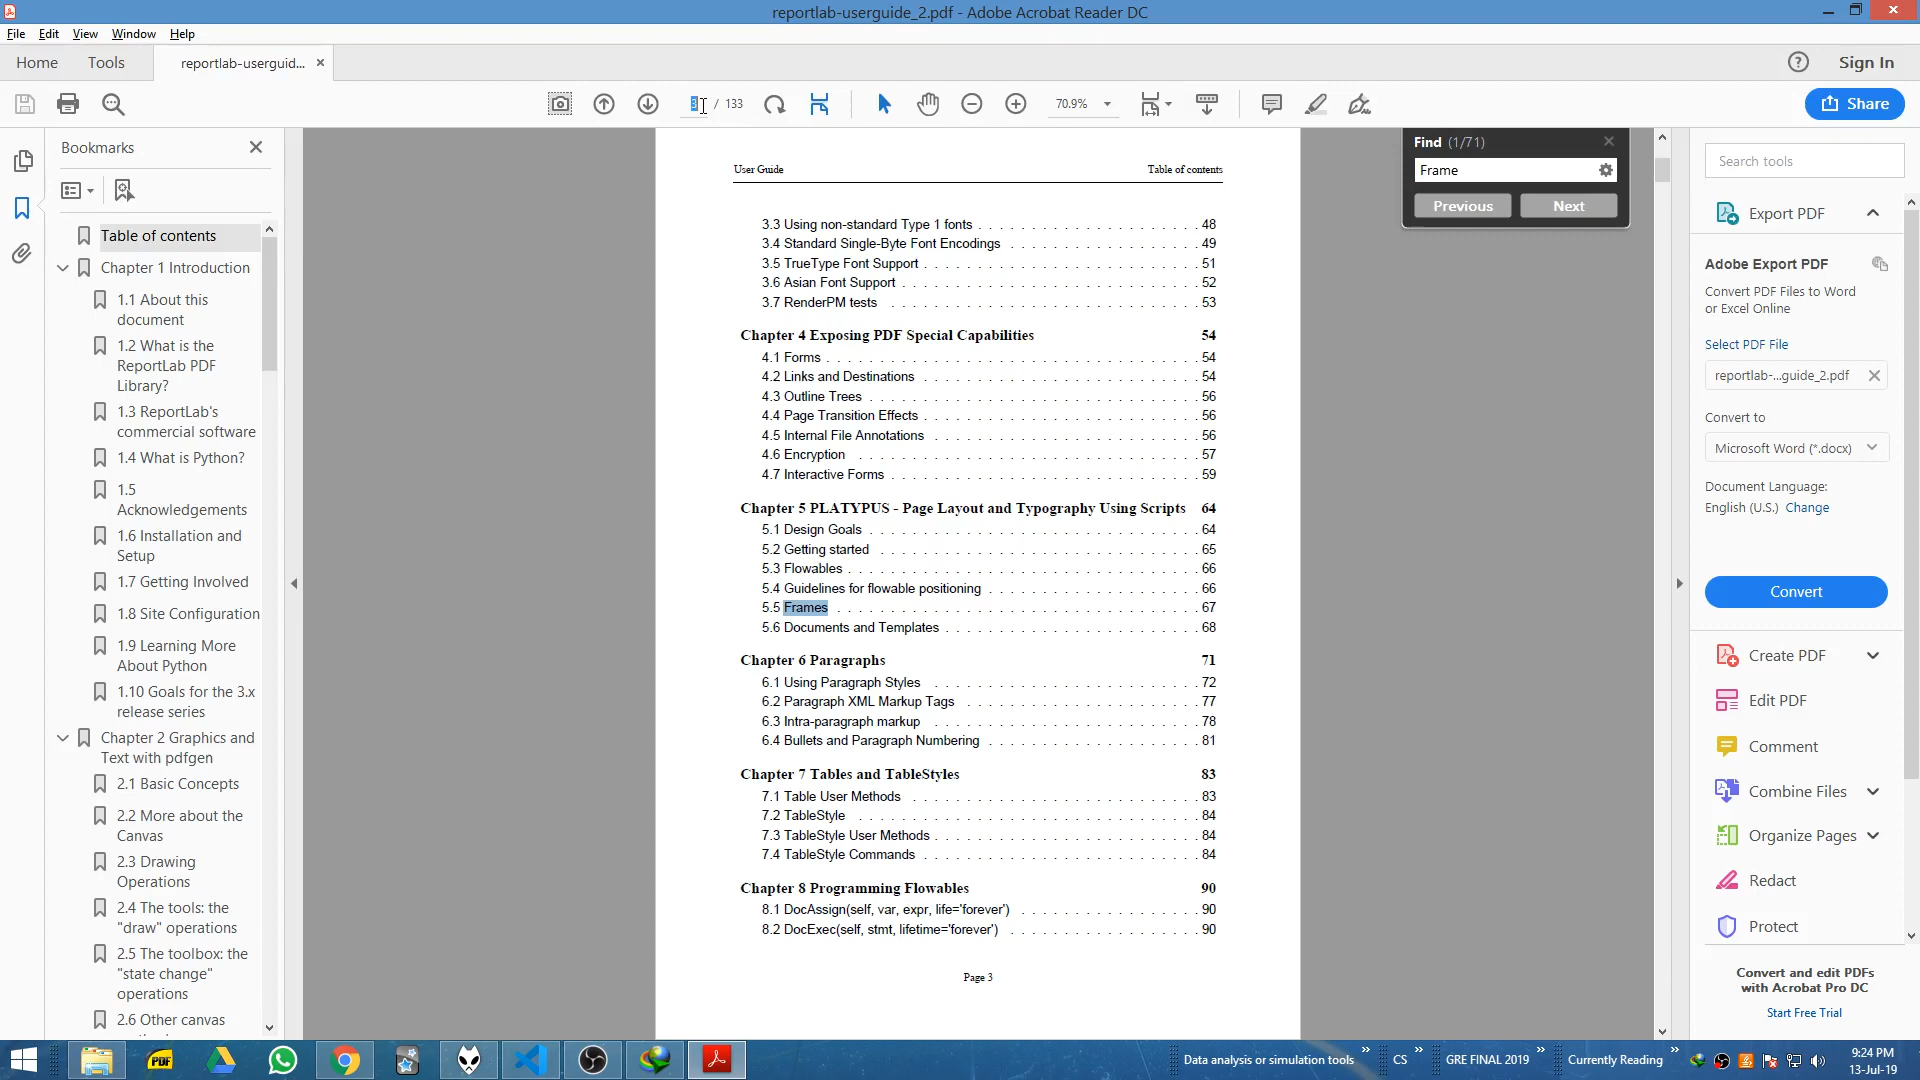 reportlab-userguide_2.pdf - Adobe Acrobat Reader DC
File Edit View Window Help
Home Tools reportlab-userguid... Sign In
3 / 133 70.9% Share
Bookmarks
Table of contents
Chapter 1 Introduction
1.1 About this
document
1.2 What is the
ReportLab PDF
Library?
1.3 ReportLab's
commercial software
1.4 What is Python?
1.5
Acknowledgements
1.6 Installation and
Setup
1.7 Getting Involved
1.8 Site Configuration
1.9 Learning More
About Python
1.10 Goals for the 3.x
release series
Chapter 2 Graphics and
Text with pdfgen
2.1 Basic Concepts
2.2 More about the
Canvas
2.3 Drawing
Operations
2.4 The tools: the
"draw" operations
2.5 The toolbox: the
"state change"
operations
2.6 Other canvas
User Guide Table of contents
3.3 Using non-standard Type 1 fonts . . . . . . . . . . . . . . . . . . . . . 48
3.4 Standard Single-Byte Font Encodings . . . . . . . . . . . . . . . . . . 49
3.5 TrueType Font Support . . . . . . . . . . . . . . . . . . . . . . . . . . 51
3.6 Asian Font Support . . . . . . . . . . . . . . . . . . . . . . . . . . . . 52
3.7 RenderPM tests . . . . . . . . . . . . . . . . . . . . . . . . . . . . . 53
Chapter 4 Exposing PDF Special Capabilities 54
4.1 Forms . . . . . . . . . . . . . . . . . . . . . . . . . . . . . . . . . . . 54
4.2 Links and Destinations . . . . . . . . . . . . . . . . . . . . . . . . . . 54
4.3 Outline Trees . . . . . . . . . . . . . . . . . . . . . . . . . . . . . . . 56
4.4 Page Transition Effects . . . . . . . . . . . . . . . . . . . . . . . . . . 56
4.5 Internal File Annotations . . . . . . . . . . . . . . . . . . . . . . . . . 56
4.6 Encryption . . . . . . . . . . . . . . . . . . . . . . . . . . . . . . . . 57
4.7 Interactive Forms . . . . . . . . . . . . . . . . . . . . . . . . . . . . . 59
Chapter 5 PLATYPUS - Page Layout and Typography Using Scripts 64
5.1 Design Goals . . . . . . . . . . . . . . . . . . . . . . . . . . . . . . . 64
5.2 Getting started . . . . . . . . . . . . . . . . . . . . . . . . . . . . . . 65
5.3 Flowables . . . . . . . . . . . . . . . . . . . . . . . . . . . . . . . . . 66
5.4 Guidelines for flowable positioning . . . . . . . . . . . . . . . . . . . . 66
5.5 Frames . . . . . . . . . . . . . . . . . . . . . . . . . . . . . . . . . . 67
5.6 Documents and Templates . . . . . . . . . . . . . . . . . . . . . . . . 68
Chapter 6 Paragraphs 71
6.1 Using Paragraph Styles . . . . . . . . . . . . . . . . . . . . . . . . . 72
6.2 Paragraph XML Markup Tags . . . . . . . . . . . . . . . . . . . . . . 77
6.3 Intra-paragraph markup . . . . . . . . . . . . . . . . . . . . . . . . . 78
6.4 Bullets and Paragraph Numbering . . . . . . . . . . . . . . . . . . . . 81
Chapter 7 Tables and TableStyles 83
7.1 Table User Methods . . . . . . . . . . . . . . . . . . . . . . . . . . . 83
7.2 TableStyle . . . . . . . . . . . . . . . . . . . . . . . . . . . . . . . . 84
7.3 TableStyle User Methods . . . . . . . . . . . . . . . . . . . . . . . . . 84
7.4 TableStyle Commands . . . . . . . . . . . . . . . . . . . . . . . . . . 84
Chapter 8 Programming Flowables 90
8.1 DocAssign(self, var, expr, life='forever') . . . . . . . . . . . . . . . . . 90
8.2 DocExec(self, stmt, lifetime='forever') . . . . . . . . . . . . . . . . . . 90
Page 3
Find (1/71)
Frame
Previous Next
Search tools
Export PDF
Adobe Export PDF
Convert PDF Files to Word
or Excel Online
Select PDF File
reportlab-...guide_2.pdf
Convert to
Microsoft Word (*.docx)
Document Language:
English (U.S.) Change
Convert
Create PDF
Edit PDF
Comment
Combine Files
Organize Pages
Redact
Protect
Convert and edit PDFs
with Acrobat Pro DC
Start Free Trial
PDF Data analysis or simulation tools CS GRE FINAL 2019 Currently Reading
9:24 PM
13-Jul-19